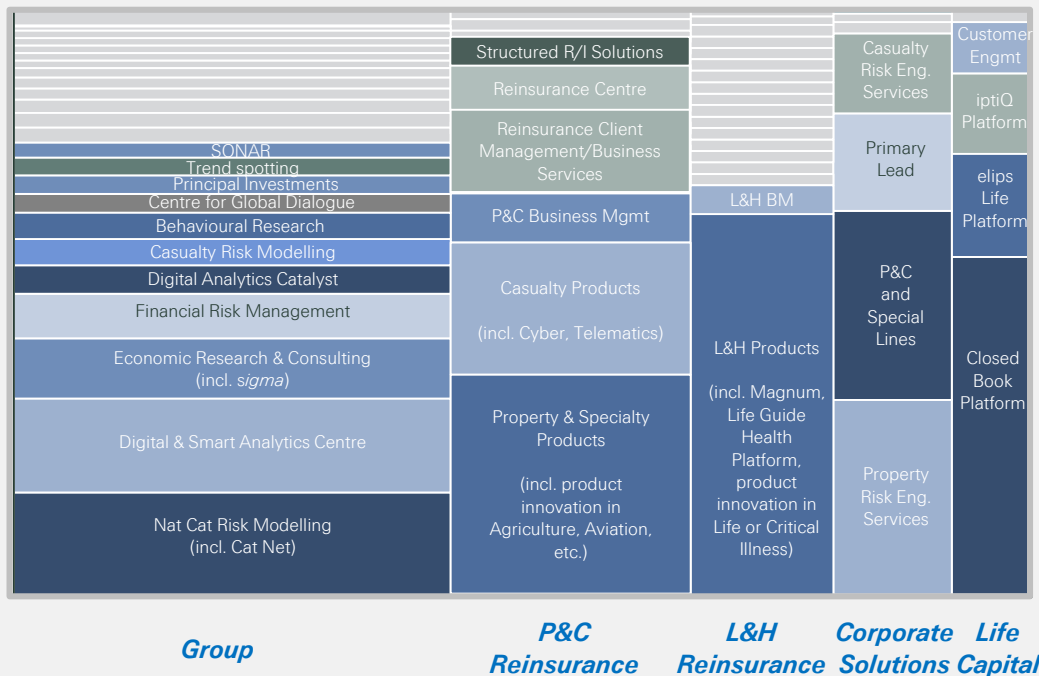 SONAR
Trend spotting
Principal Investments
Centre for Global Dialogue
Behavioural Research
Casualty Risk Modelling
Digital Analytics Catalyst
Financial Risk Management
Economic Research & Consulting
(incl. sigma)
Digital & Smart Analytics Centre
Nat Cat Risk Modelling
(incl. Cat Net)
Structured R/I Solutions
Reinsurance Centre
Reinsurance Client
Management/Business
Services
P&C Business Mgmt
Casualty Products
(incl. Cyber, Telematics)
Property & Specialty
Products
(incl. product
innovation in
Agriculture, Aviation,
etc.)
L&H BM
L&H Products
(incl. Magnum,
Life Guide
Health
Platform,
product
innovation in
Life or Critical
Illness)
Casualty
Risk Eng.
Services
Primary
Lead
P&C
and
Special
Lines
Property
Risk Eng.
Services
Customer
Engmt
iptiQ
Platform
elips
Life
Platform
Closed
Book
Platform
Group
P&C
Reinsurance
L&H
Reinsurance
Corporate
Solutions
Life
Capital